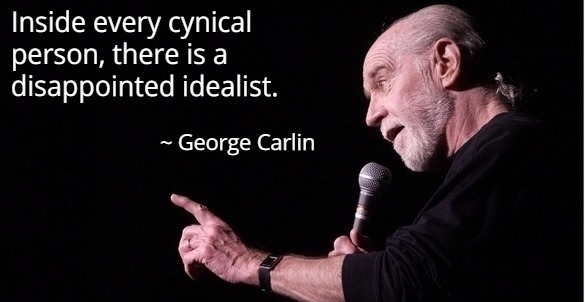 Inside every cynical
person, there is a
disappointed idealist.
~ George Carlin